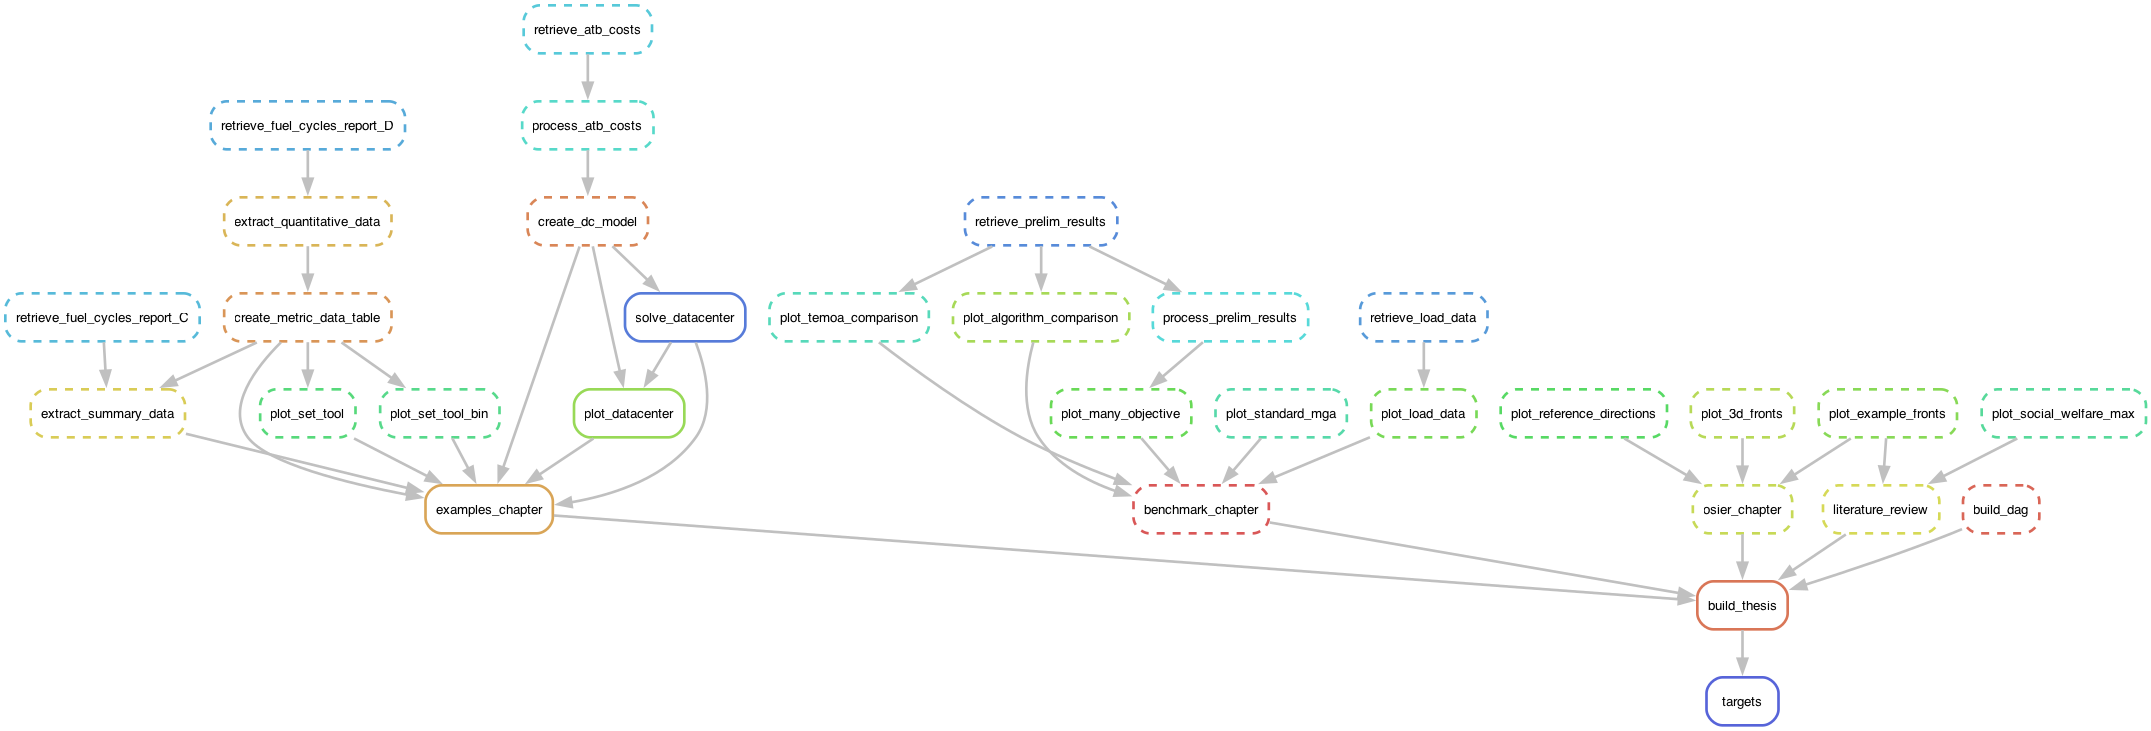 retrieve_atb_costs
retrieve_fuel_cycles_report_D
process_atb_costs
extract_quantitative_data
create_dc_model
retrieve_prelim_results
retrieve_fuel_cycles_report_C
create_metric_data_table
solve_datacenter
plot_temoa_comparison
plot_algorithm_comparison
process_prelim_results
retrieve_load_data
extract_summary_data
plot_set_tool
plot_set_tool_bin
plot_datacenter
plot_many_objective
plot_standard_mga
plot_load_data
plot_reference_directions
plot_3d_fronts
plot_example_fronts
plot_social_welfare_max
examples_chapter
benchmark_chapter
osier_chapter
literature_review
build_dag
build_thesis
targets